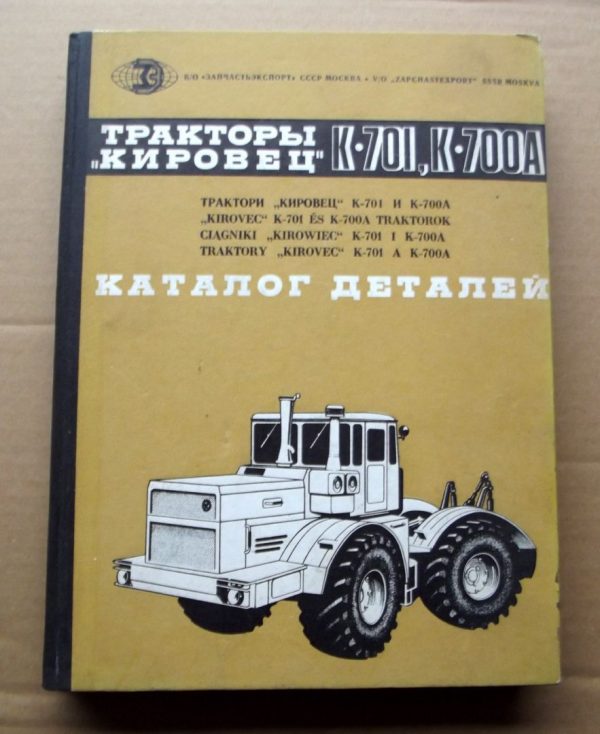 В/О «ЗАПЧАСТЬЭКСПОРТ» СССР МОСКВА • V/O „ZAPCHASTEXPORT“ SSSR MOSKVA
ТРАКТОРЫ
„КИРОВЕЦ“ К•701, К•700А
ТРАКТОРИ „КИРОВЕЦ“ К-701 И К-700А
„KIROVEC“ K-701 ÉS K-700A TRAKTOROK
CIĄGNIKI „KIROWIEC“ K-701 I K-700A
TRAKTORY „KIROVEC“ K-701 A K-700A
КАТАЛОГ ДЕТАЛЕЙ